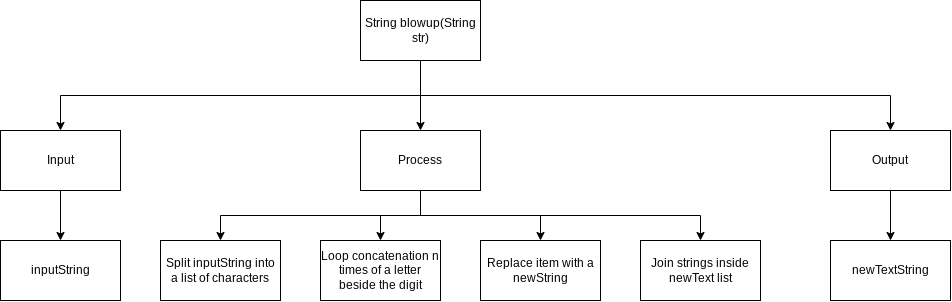 String blowup(String
str)
Input
Process
Output
inputString
Split inputString into
a list of characters
Loop concatenation n
times of a letter
beside the digit
Replace item with a
newString
Join strings inside
newText list
newTextString